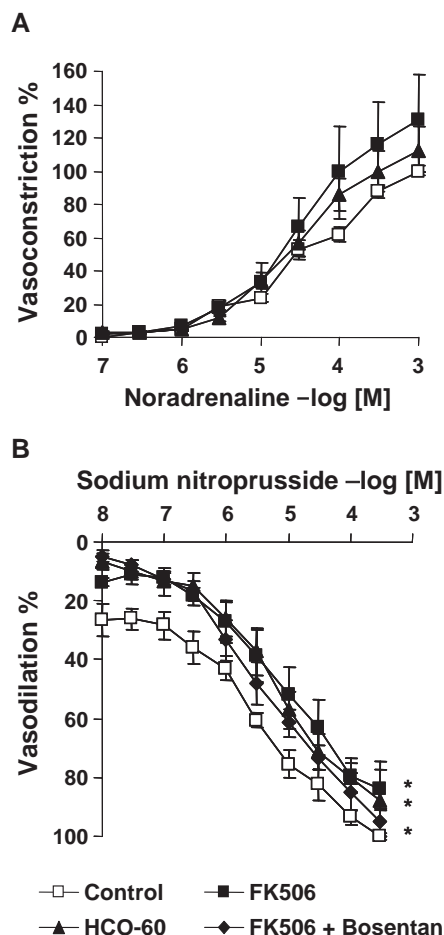 A
160
140
120
100
80
60
40
20
0
7 6 5 4 3
Vasoconstriction %
Noradrenaline –log [M]
B
Sodium nitroprusside –log [M]
8 7 6 5 4 3
0
20
40
60
80
100
Vasodilation %
*
*
*
Control FK506
HCO-60 FK506 + Bosentan